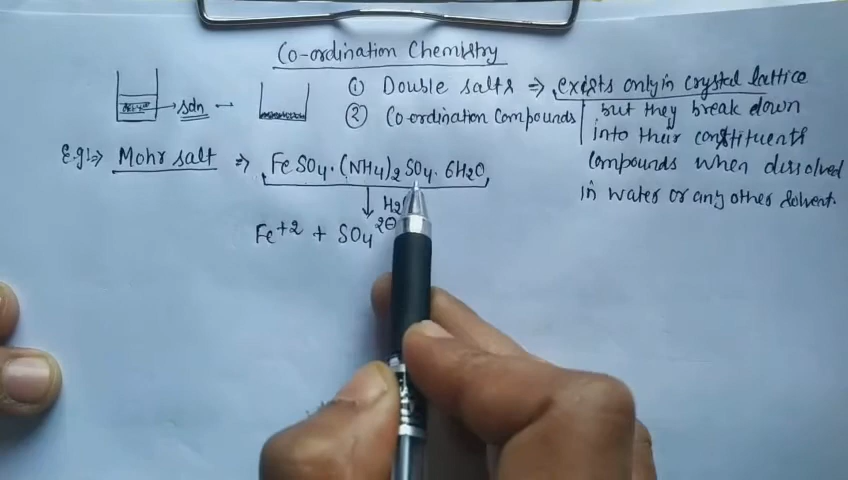 Co-ordination Chemistry
① Double salts ⇒ exists only in crystal lattice
② Co-ordination Compounds but they break down
→ sdn → into their constituents
E.g1⇒ Mohr salt ⇒ FeSO4·(NH4)2SO4·6H2O compounds when dissolved
H2 in water or any other solvent.
Fe+2 + SO4 2⊖